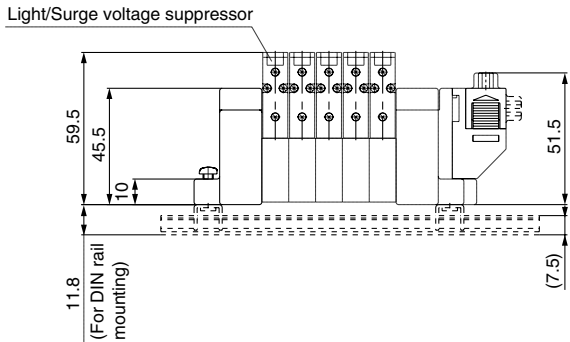 Light/Surge voltage suppressor
59.5
45.5
10
51.5
11.8
(For DIN rail
mounting)
(7.5)